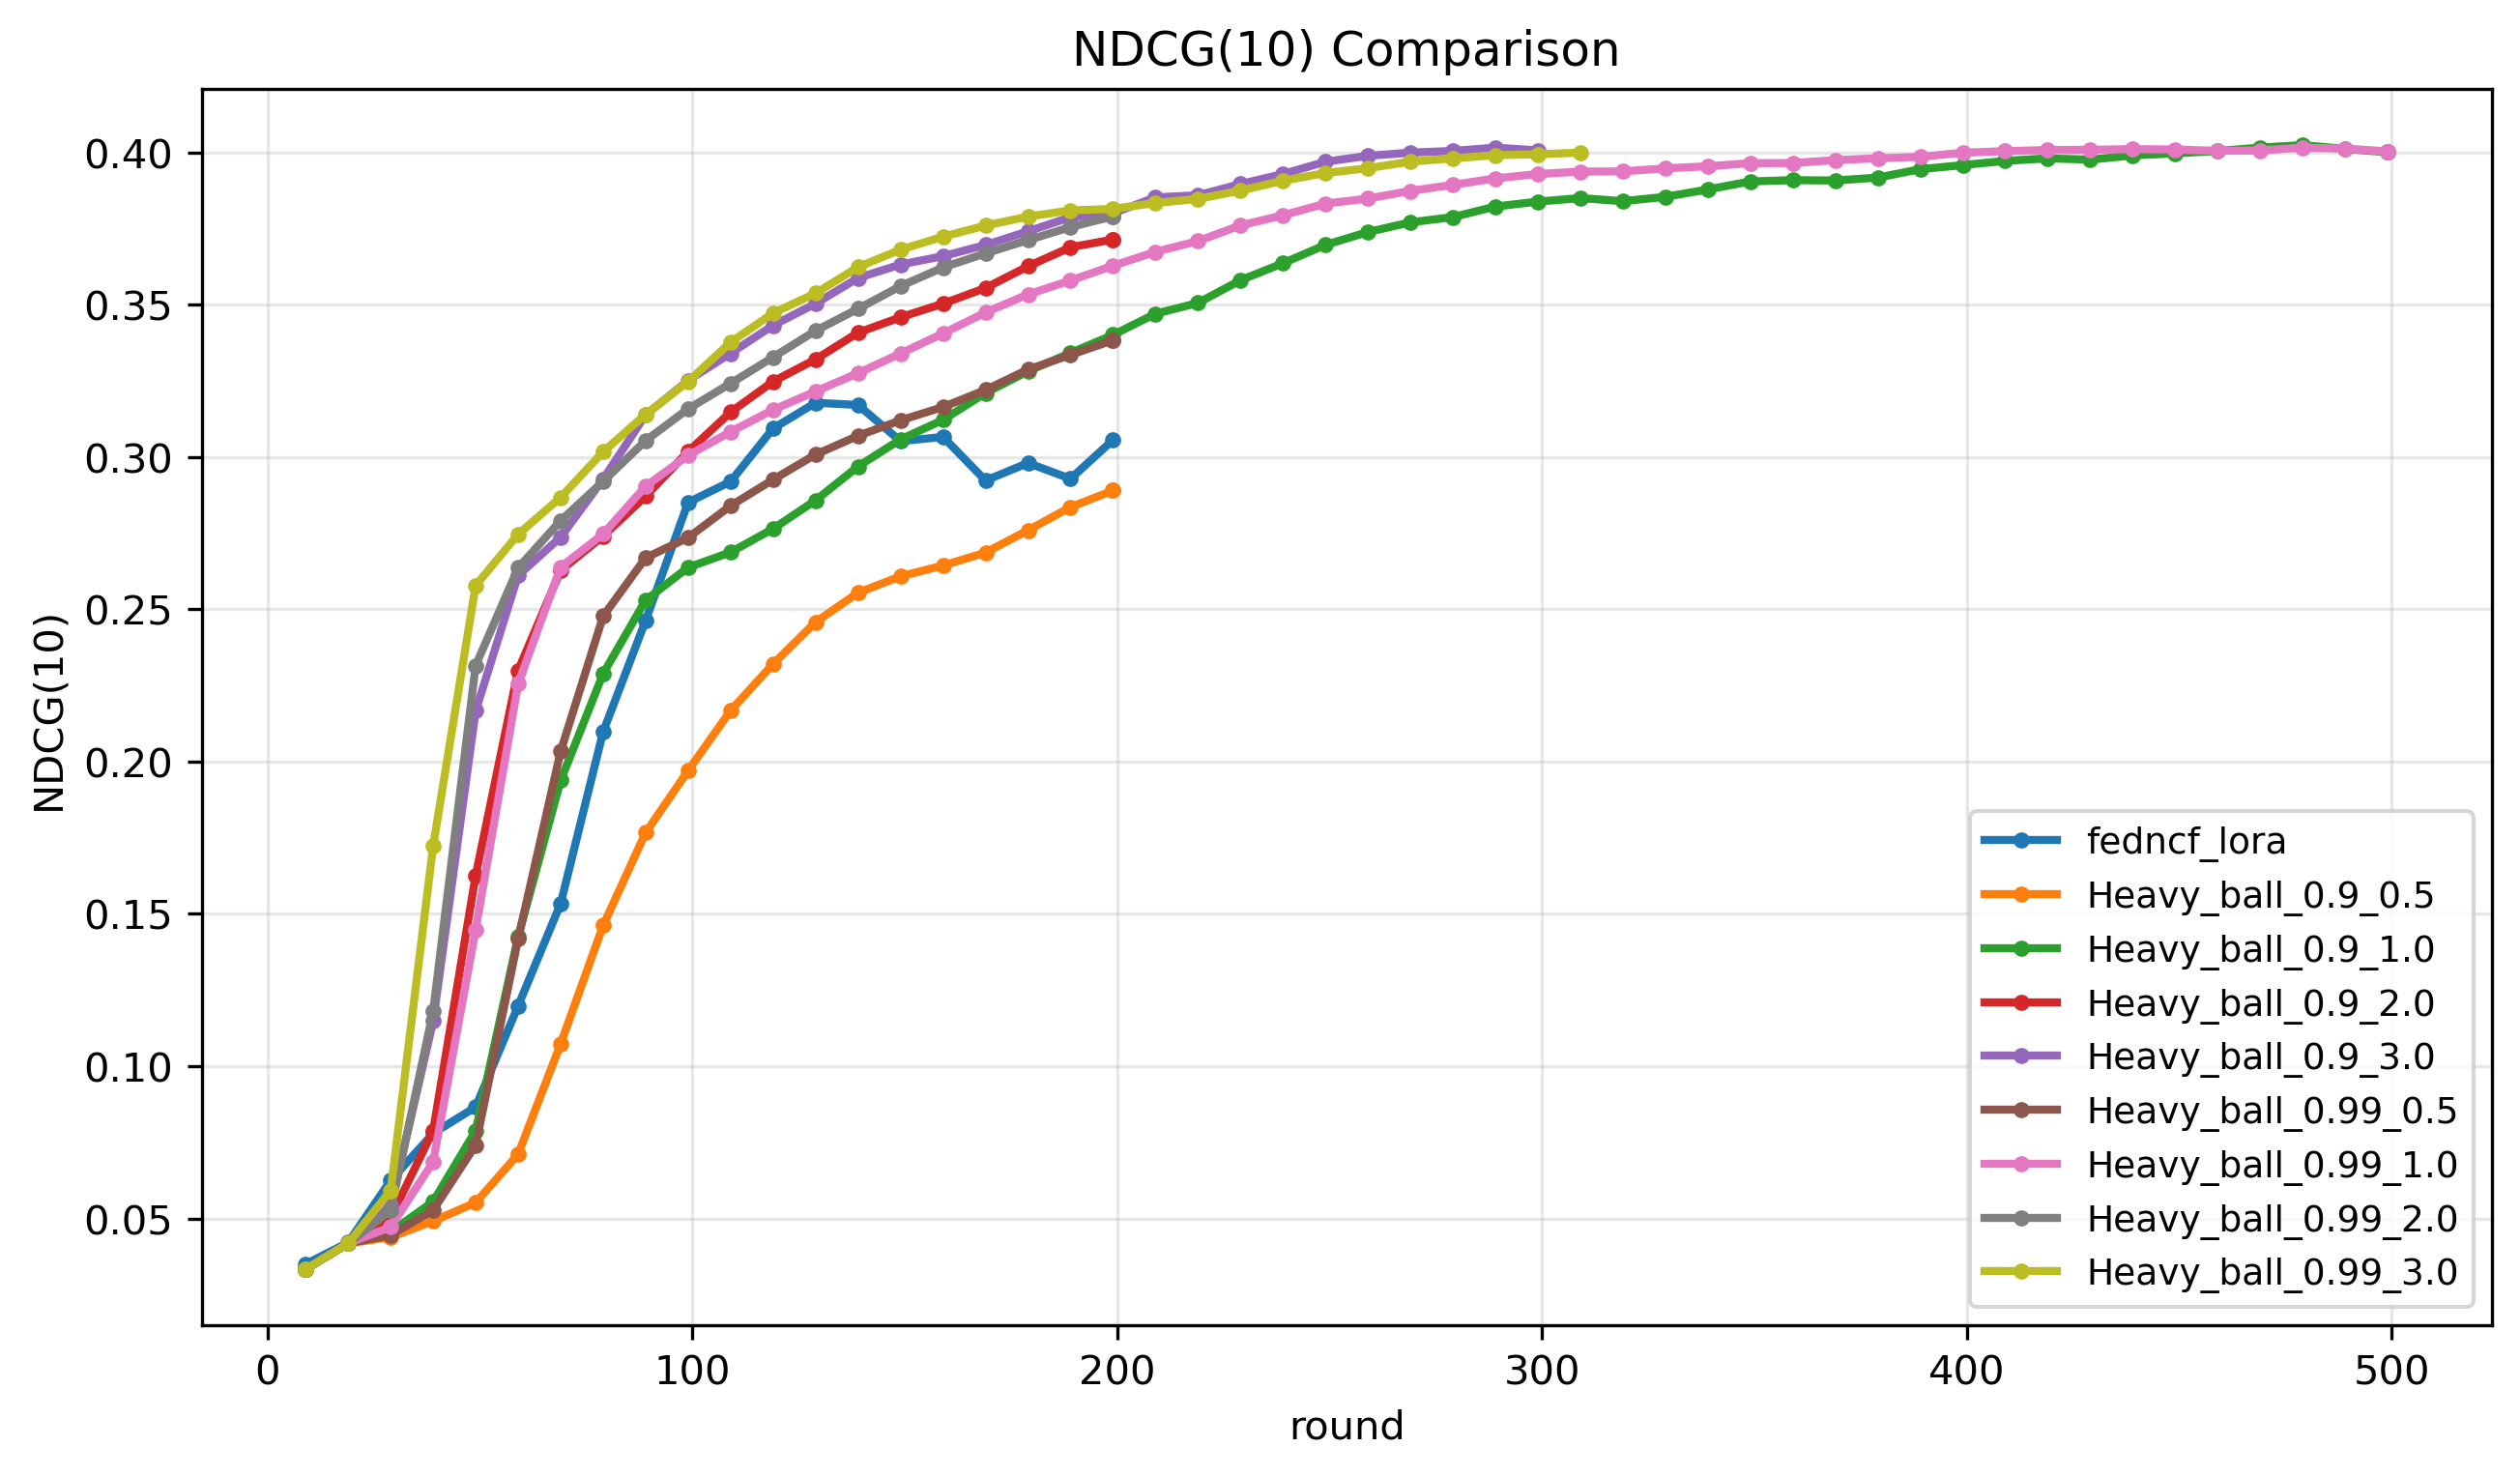 NDCG(10) Comparison
0.40
0.35
0.30
0.25
0.20
0.15
0.10
0.05
NDCG(10)
0 100 200 300 400 500
round
fedncf_lora
Heavy_ball_0.9_0.5
Heavy_ball_0.9_1.0
Heavy_ball_0.9_2.0
Heavy_ball_0.9_3.0
Heavy_ball_0.99_0.5
Heavy_ball_0.99_1.0
Heavy_ball_0.99_2.0
Heavy_ball_0.99_3.0